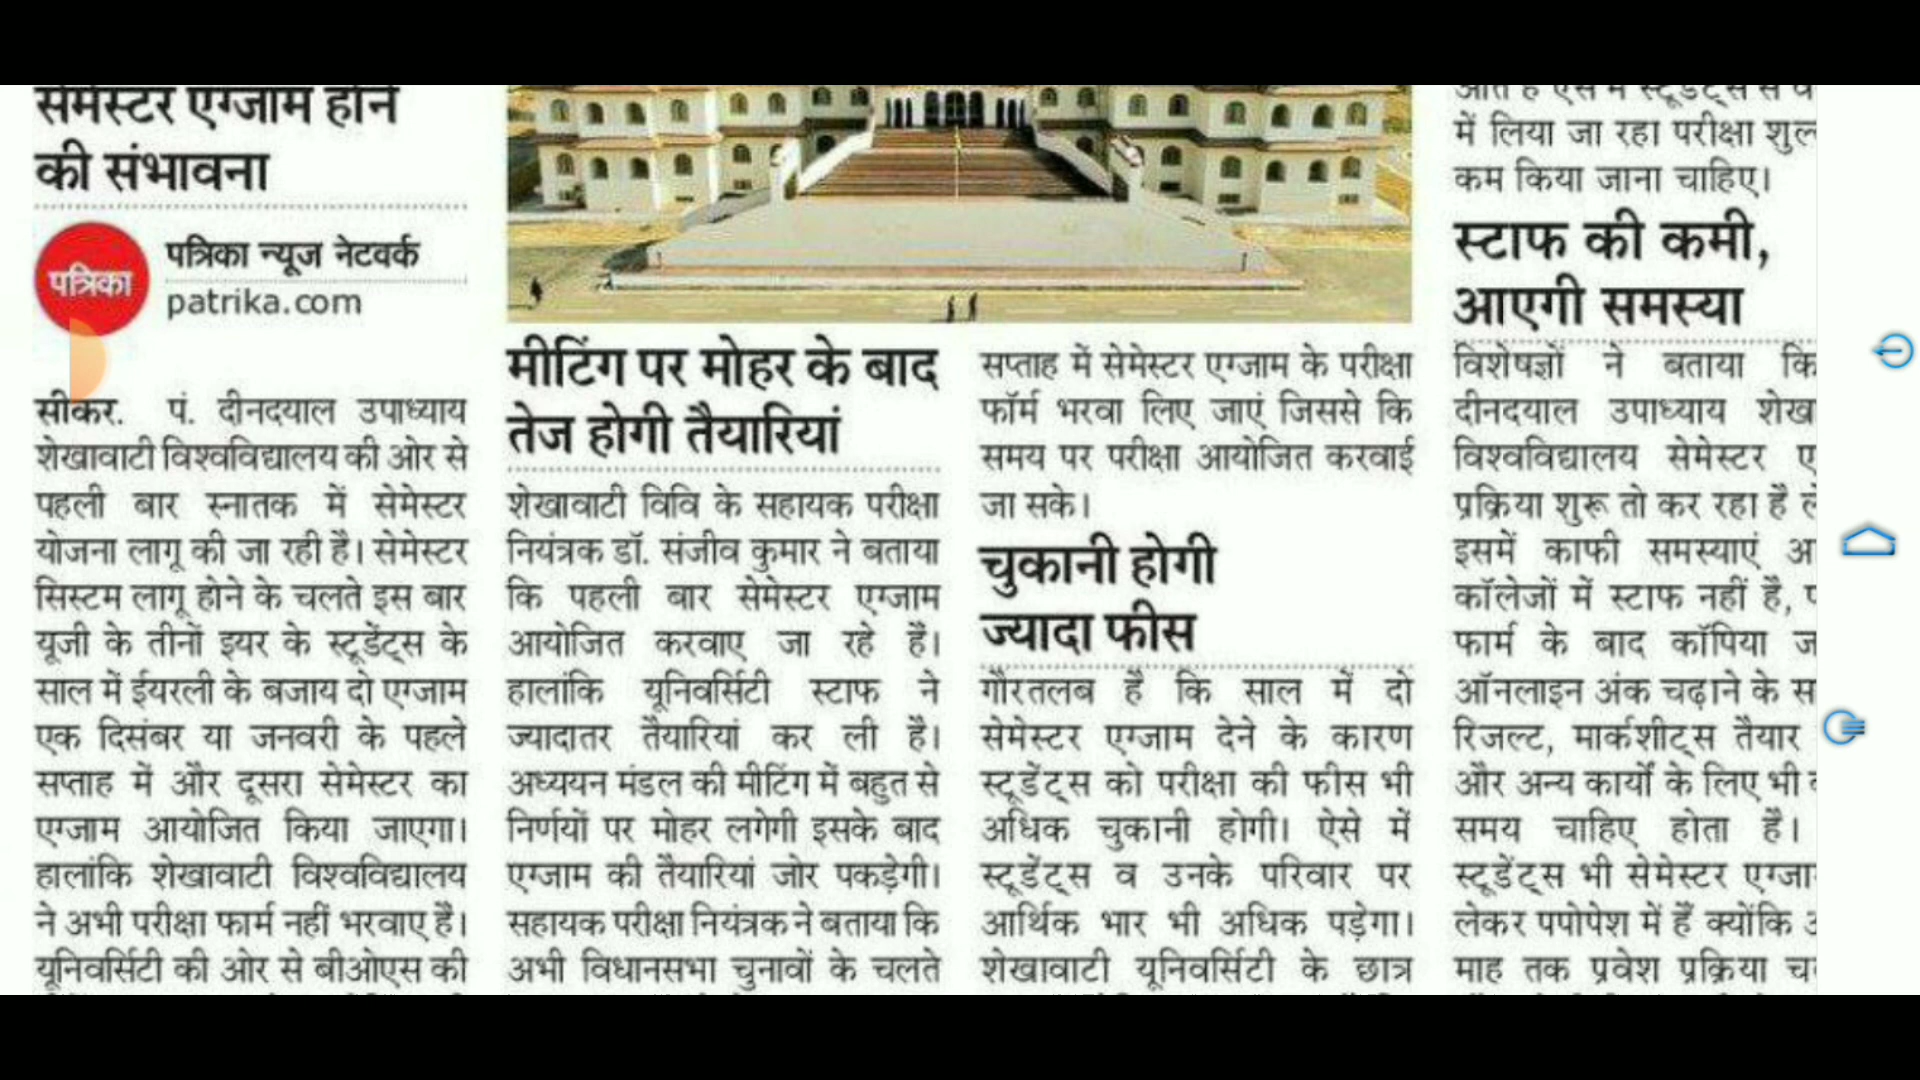 सेमेस्टर एग्जाम होने
की संभावना
पत्रिका
पत्रिका न्यूज नेटवर्क
patrika.com
सीकर. पं. दीनदयाल उपाध्याय
शेखावाटी विश्वविद्यालय की ओर से
पहली बार स्नातक में सेमेस्टर
योजना लागू की जा रही है। सेमेस्टर
सिस्टम लागू होने के चलते इस बार
यूजी के तीनों इयर के स्टूडेंट्स के
साल में ईयरली के बजाय दो एग्जाम
एक दिसंबर या जनवरी के पहले
सप्ताह में और दूसरा सेमेस्टर का
एग्जाम आयोजित किया जाएगा।
हालांकि शेखावाटी विश्वविद्यालय
ने अभी परीक्षा फार्म नहीं भरवाए है।
यूनिवर्सिटी की ओर से बीओएस की
मीटिंग पर मोहर के बाद
तेज होगी तैयारियां
शेखावाटी विवि के सहायक परीक्षा
नियंत्रक डॉ. संजीव कुमार ने बताया
कि पहली बार सेमेस्टर एग्जाम
आयोजित करवाए जा रहे है।
हालांकि यूनिवर्सिटी स्टाफ ने
ज्यादातर तैयारियां कर ली है।
अध्ययन मंडल की मीटिंग में बहुत से
निर्णयों पर मोहर लगेगी इसके बाद
एग्जाम की तैयारियां जोर पकड़ेगी।
सहायक परीक्षा नियंत्रक ने बताया कि
अभी विधानसभा चुनावों के चलते
सप्ताह में सेमेस्टर एग्जाम के परीक्षा
फॉर्म भरवा लिए जाएं जिससे कि
समय पर परीक्षा आयोजित करवाई
जा सके।
चुकानी होगी
ज्यादा फीस
गौरतलब है कि साल में दो
सेमेस्टर एग्जाम देने के कारण
स्टूडेंट्स को परीक्षा की फीस भी
अधिक चुकानी होगी। ऐसे में
स्टूडेंट्स व उनके परिवार पर
आर्थिक भार भी अधिक पड़ेगा।
शेखावाटी यूनिवर्सिटी के छात्र
में लिया जा रहा परीक्षा शुल
कम किया जाना चाहिए।
स्टाफ की कमी,
आएगी समस्या
विशेषज्ञों ने बताया कि
दीनदयाल उपाध्याय शेख
विश्वविद्यालय सेमेस्टर ए
प्रक्रिया शुरू तो कर रहा है
इसमें काफी समस्याएं
कॉलेजों में स्टाफ नहीं है,
फार्म के बाद कॉपिया
ऑनलाइन अंक चढ़ाने के
रिजल्ट, मार्कशीट्स तैयार
और अन्य कार्यों के लिए भी
समय चाहिए होता है।
स्टूडेंट्स भी सेमेस्टर एग्जा
लेकर पपोपेश में हैं क्योंकि
माह तक प्रवेश प्रक्रिया